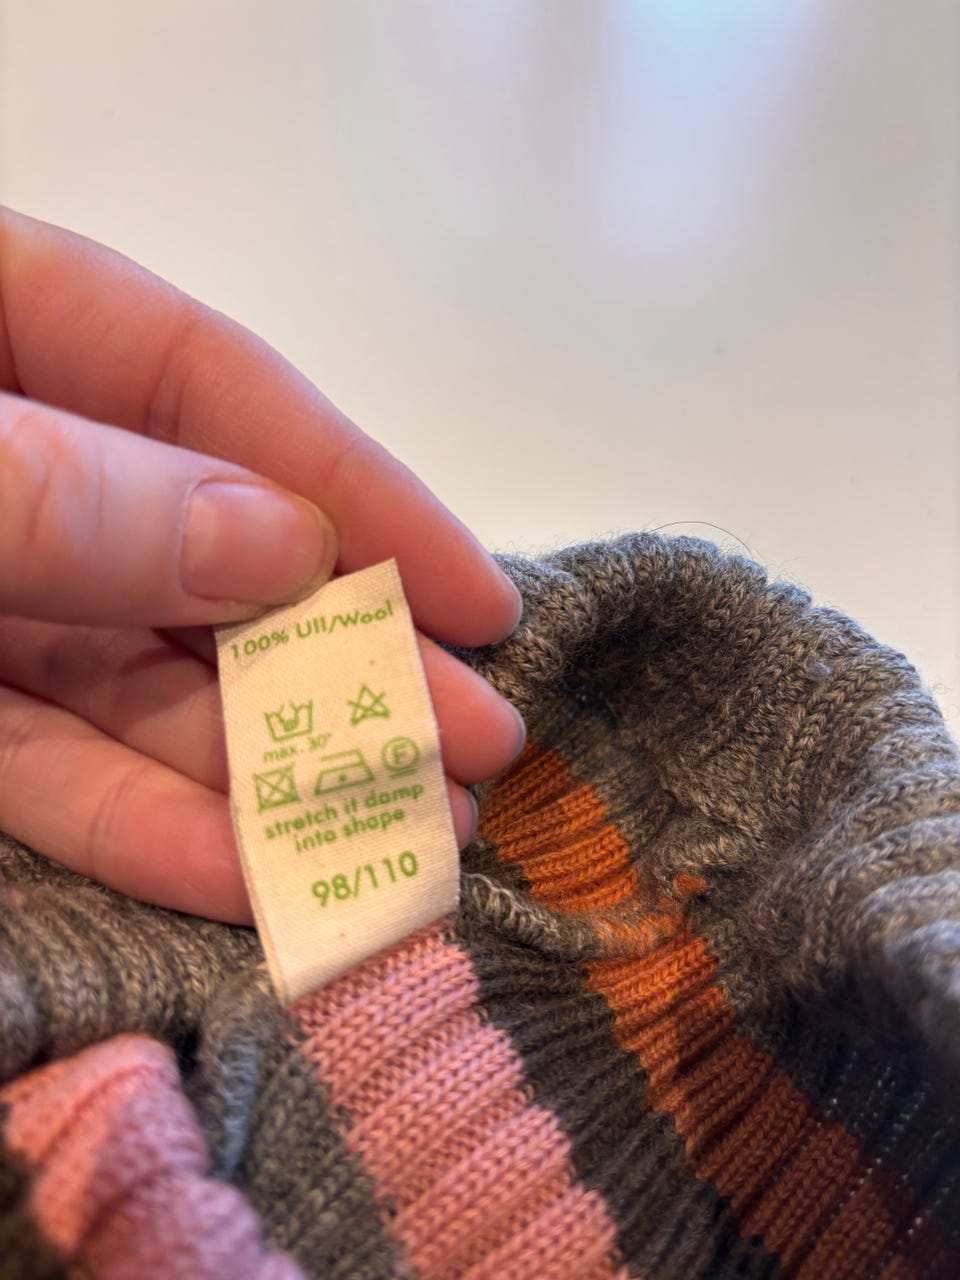 100% Ull/Wool
max. 30°
F
stretch it damp
into shape
98/110